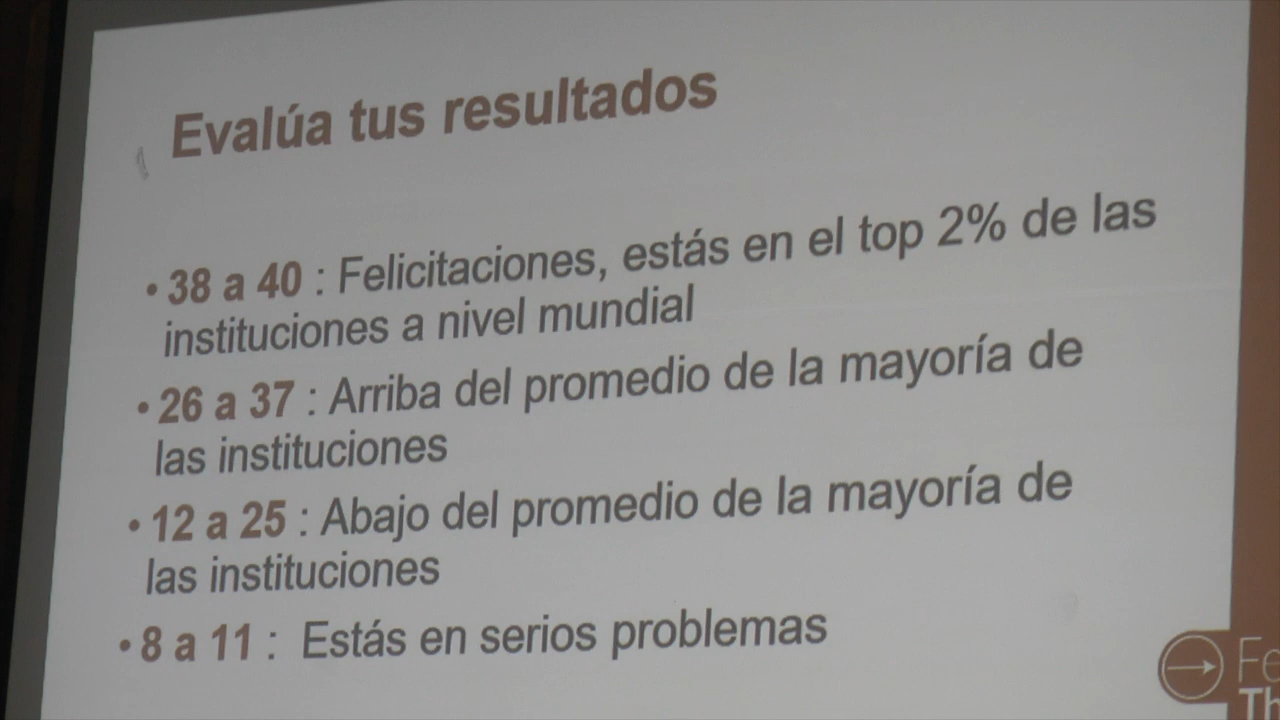 Evalúa tus resultados
• 38 a 40 : Felicitaciones, estás en el top 2% de las
instituciones a nivel mundial
• 26 a 37 : Arriba del promedio de la mayoría de
las instituciones
• 12 a 25 : Abajo del promedio de la mayoría de
las instituciones
• 8 a 11 : Estás en serios problemas